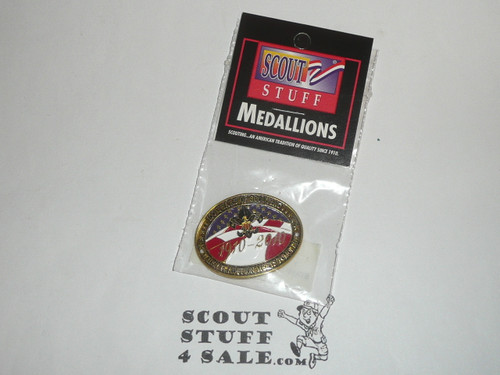 SCOUT
STUFF
MEDALLIONS
SCOUTING...AN AMERICAN TRADITION OF QUALITY SINCE 1910.
SCOUT
STUFF
4 SALE.COM